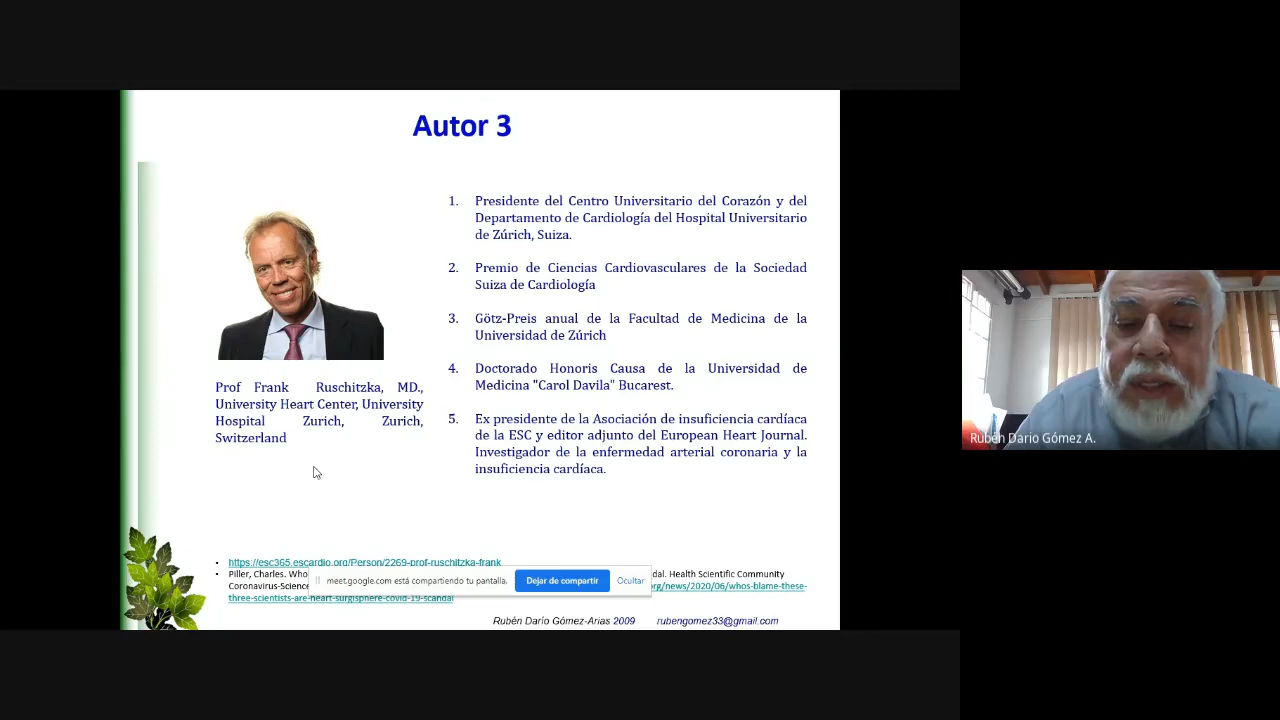 Autor 3
1. Presidente del Centro Universitario del Corazón y del
Departamento de Cardiología del Hospital Universitario
de Zúrich, Suiza.
2. Premio de Ciencias Cardiovasculares de la Sociedad
Suiza de Cardiología
3. Götz-Preis anual de la Facultad de Medicina de la
Universidad de Zúrich
4. Doctorado Honoris Causa de la Universidad de
Medicina "Carol Davila" Bucarest.
5. Ex presidente de la Asociación de insuficiencia cardíaca
de la ESC y editor adjunto del European Heart Journal.
Investigador de la enfermedad arterial coronaria y la
insuficiencia cardíaca.
Prof Frank Ruschitzka, MD.,
University Heart Center, University
Hospital Zurich, Zurich,
Switzerland
Rubén Dario Gómez A.
• https://esc365.escardio.org/Person/2269-prof-ruschitzka-frank
• Piller, Charles. Who dal. Health Scientific Community
Coronavirus-Science rg/news/2020/06/whos-blame-these-
three-scientists-are-heart-surgisphere-covid-19-scandal
meet.google.com está compartiendo tu pantalla.
Dejar de compartir
Ocultar
Rubén Darío Gómez-Arias 2009 rubengomez33@gmail.com